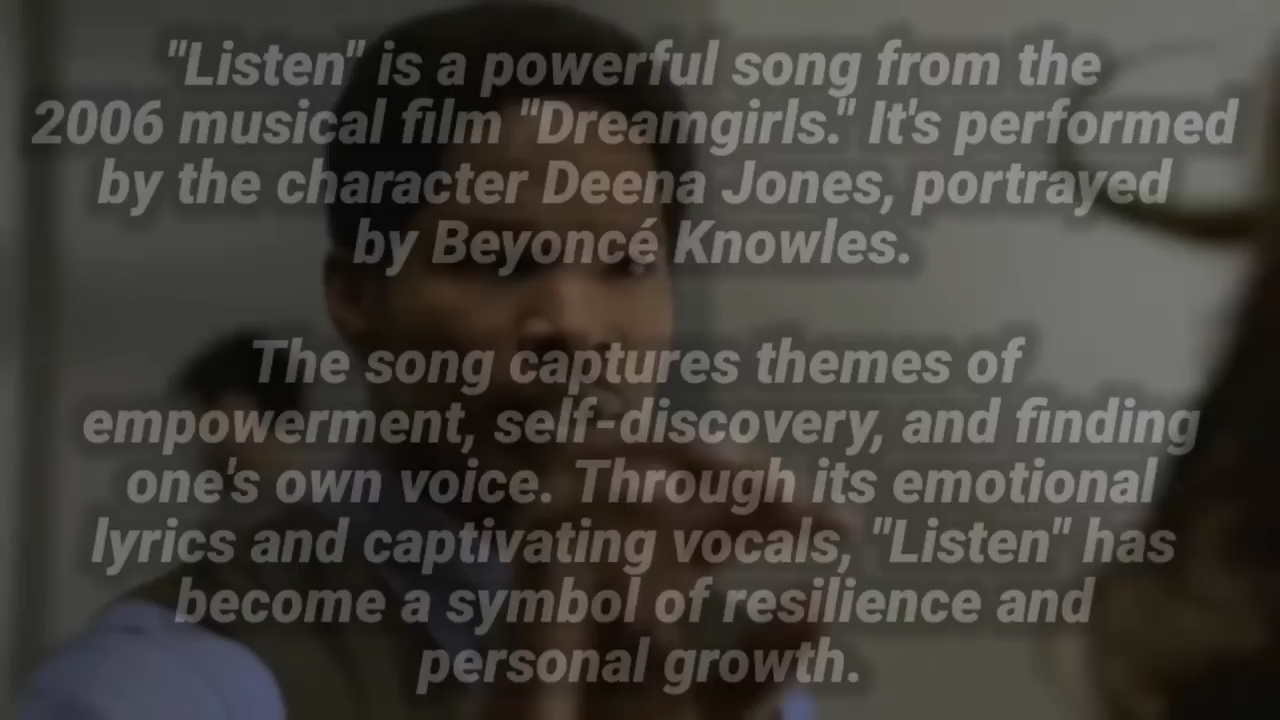 "Listen" is a powerful song from the
2006 musical film "Dreamgirls." It's performed
by the character Deena Jones, portrayed
by Beyoncé Knowles.
The song captures themes of
empowerment, self-discovery, and finding
one's own voice. Through its emotional
lyrics and captivating vocals, "Listen" has
become a symbol of resilience and
personal growth.